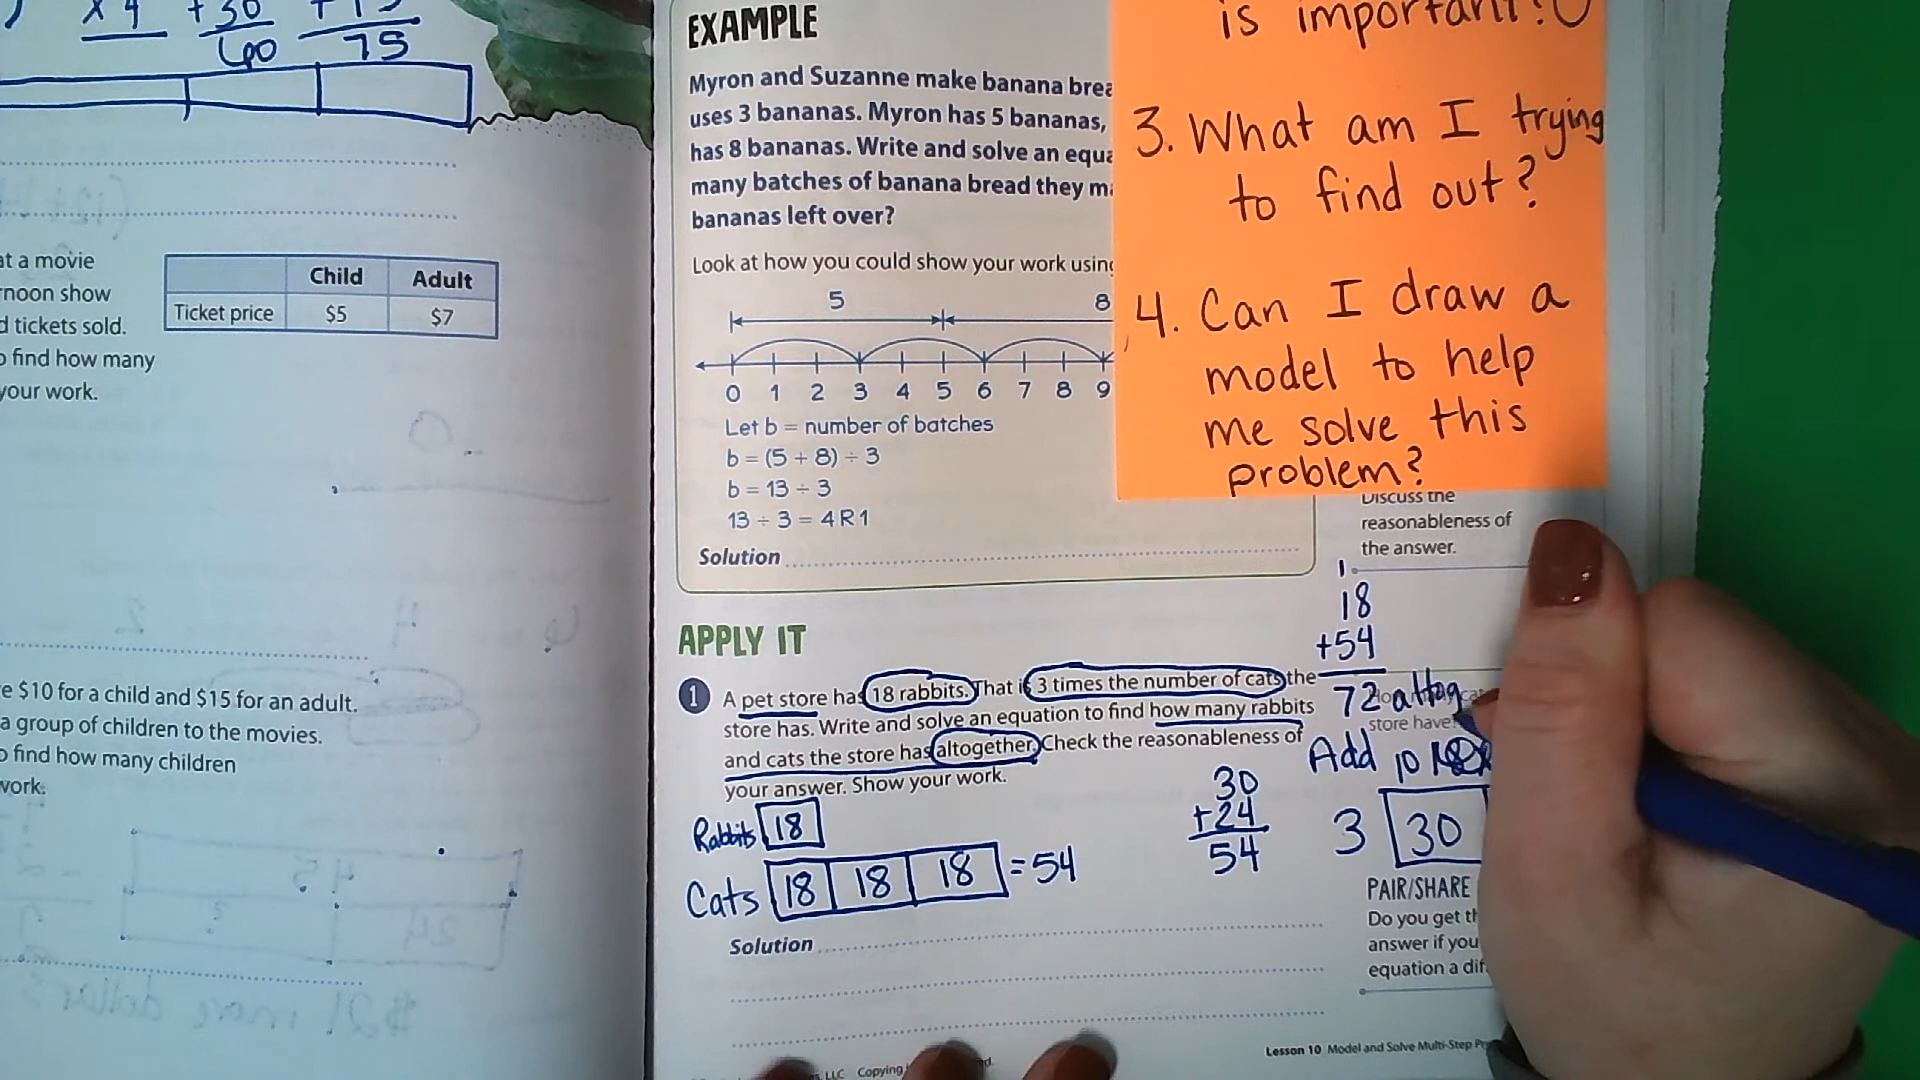 x 4
+30
60
+15
75
at a movie
noon show
d tickets sold.
o find how many
your work.
Child Adult
Ticket price $5 $7
e $10 for a child and $15 for an adult.
a group of children to the movies.
o find how many children
work.
EXAMPLE
Myron and Suzanne make banana brea
uses 3 bananas. Myron has 5 bananas,
has 8 bananas. Write and solve an equa
many batches of banana bread they m
bananas left over?
Look at how you could show your work using
5 8
0 1 2 3 4 5 6 7 8 9
Let b = number of batches
b = (5 + 8) ÷ 3
b = 13 ÷ 3
13 ÷ 3 = 4 R 1
Solution
is important!
3. What am I trying
to find out?
4. Can I draw a
model to help
me solve this
problem?
Discuss the
reasonableness of
the answer.
APPLY IT
1 A pet store has 18 rabbits. That is 3 times the number of cats the
store has. Write and solve an equation to find how many rabbits
and cats the store has altogether. Check the reasonableness of
your answer. Show your work.
1
18
+54
72 altog
store have?
Add 10
Rabbits 18
Cats 18 18 18 = 54
30
+24
54
3 30
Solution
PAIR/SHARE
Do you get th
answer if you
equation a dif
Lesson 10 Model and Solve Multi-Step Pr
LLC Copying